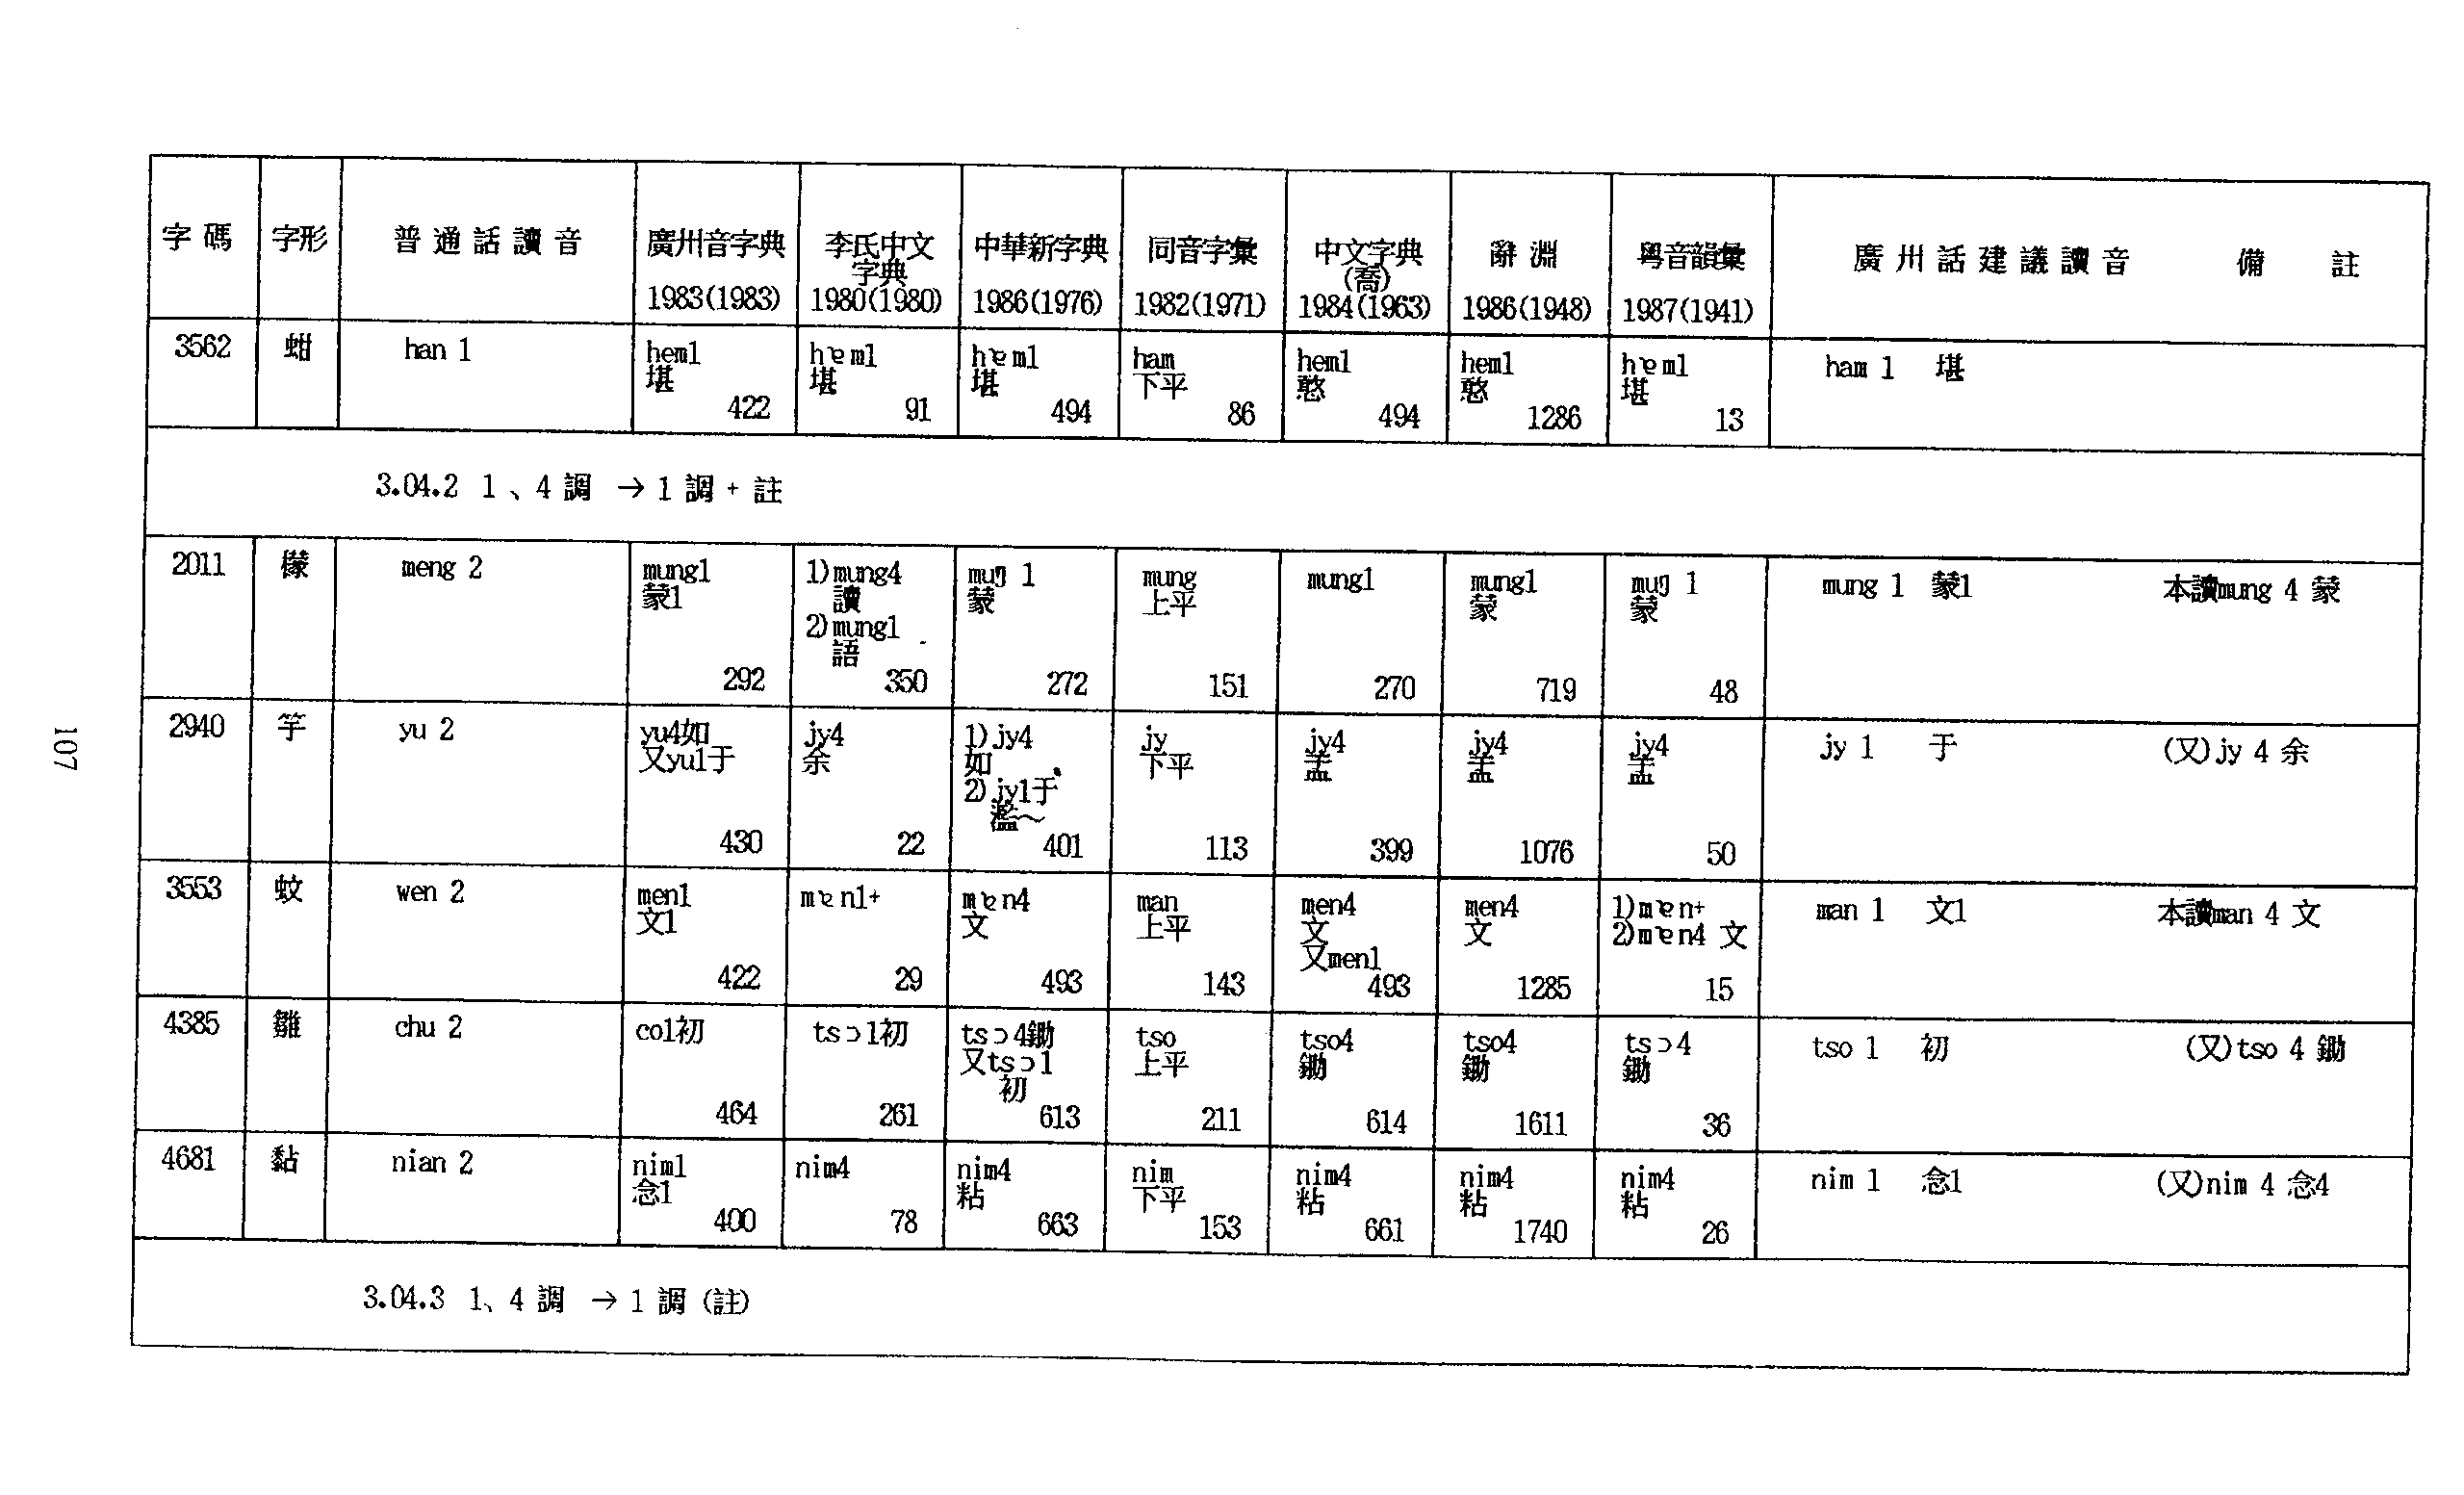 字碼 字形 普通話讀音 廣州音字典 1983(1983) 李氏中文字典 1980(1980) 中華新字典 1986(1976) 同音字彙 1982(1971) 中文字典(喬) 1984(1963) 辭淵 1986(1948) 粵音韻彙 1987(1941) 廣州話建議讀音 備註
3562 蚶 han 1 hem1 堪 422 hɐm1 堪 91 hɐm1 堪 494 ham 下平 86 hem1 憨 494 hem1 憨 1286 hɐm1 堪 13 ham 1 堪
3.04.2 1、4 調 → 1 調 + 註
2011 檬 meng 2 mung1 蒙1 292 1)mung4 讀 2)mung1 語 350 muŋ 1 蒙 272 mung 上平 151 mung1 270 mung1 蒙 719 muŋ 1 蒙 48 mung 1 蒙1 本讀mung 4 蒙
2940 竽 yu 2 yu4如 又yu1于 430 jy4 余 22 1)jy4 如 2)jy1于 濫～ 401 jy 下平 113 jy4 盂 399 jy4 盂 1076 jy4 盂 50 jy 1 于 (又)jy 4 余
3553 蚊 wen 2 men1 文1 422 mɐn1+ 29 mɐn4 文 493 man 上平 143 men4 文 又men1 493 men4 文 1285 1)mɐn+ 2)mɐn4 文 15 man 1 文1 本讀man 4 文
4385 雛 chu 2 co1初 464 tsɔ1初 261 tsɔ4鋤 又tsɔ1 初 613 tso 上平 211 tso4 鋤 614 tso4 鋤 1611 tsɔ4 鋤 36 tso 1 初 (又)tso 4 鋤
4681 黏 nian 2 nim1 念1 400 nim4 78 nim4 粘 663 nim 下平 153 nim4 粘 661 nim4 粘 1740 nim4 粘 26 nim 1 念1 (又)nim 4 念4
3.04.3 1、4 調 → 1 調 (註)
107